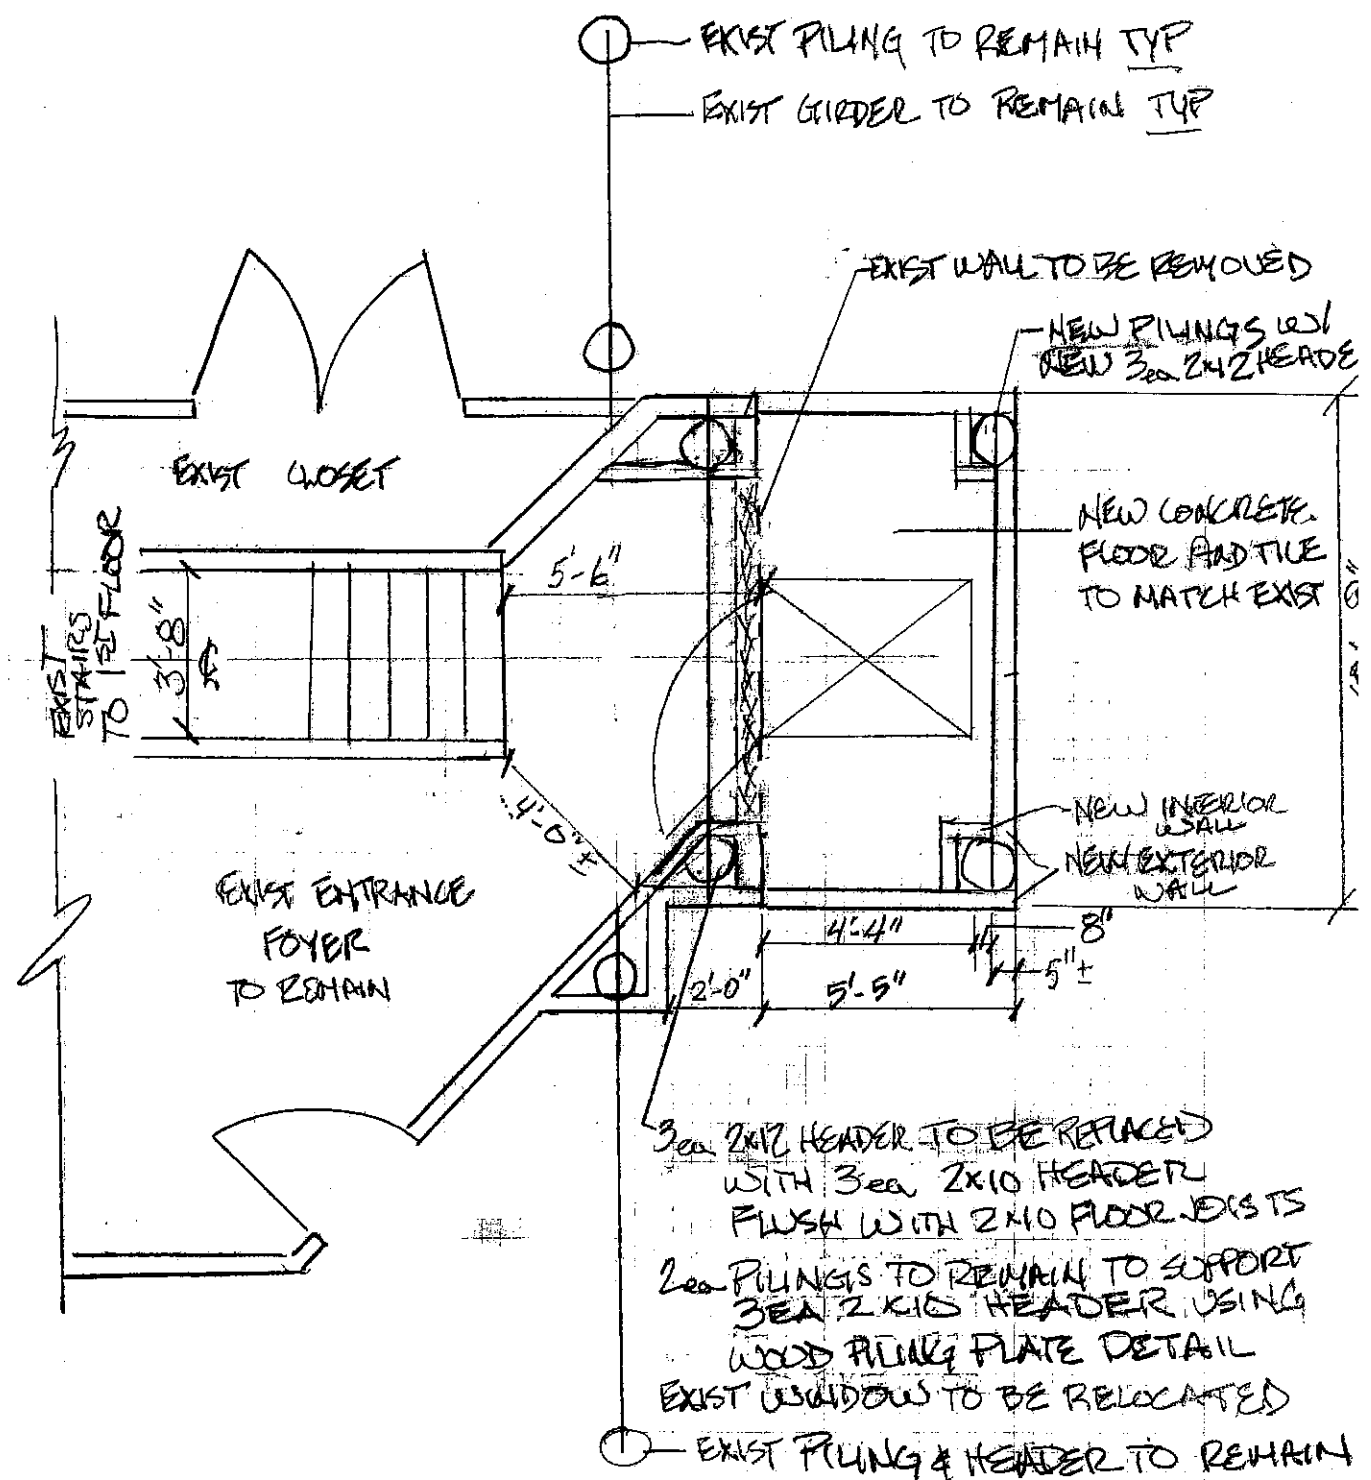 EXIST PILING TO REMAIN TYP
EXIST GIRDER TO REMAIN TYP
EXIST WALL TO BE REMOVED
NEW PILINGS W/
NEW 3ea 2x12 HEADE
EXIST CLOSET
NEW CONCRETE
FLOOR AND TILE
TO MATCH EXIST
5'-6"
EXIST
STAIRS
TO 1ST FLOOR
3'-8"
4'-0" ±
NEW INTERIOR
WALL
NEW EXTERIOR
WALL
EXIST ENTRANCE
FOYER
TO REMAIN
4'-4"
8"
5" ±
2'-0"
5'-5"
3ea 2x12 HEADER TO BE REPLACED
WITH 3ea 2x10 HEADER
FLUSH WITH 2x10 FLOOR JOISTS
2ea PILINGS TO REMAIN TO SUPPORT
3EA 2x10 HEADER USING
WOOD PILING PLATE DETAIL
EXIST WINDOW TO BE RELOCATED
EXIST PILING & HEADER TO REMAIN